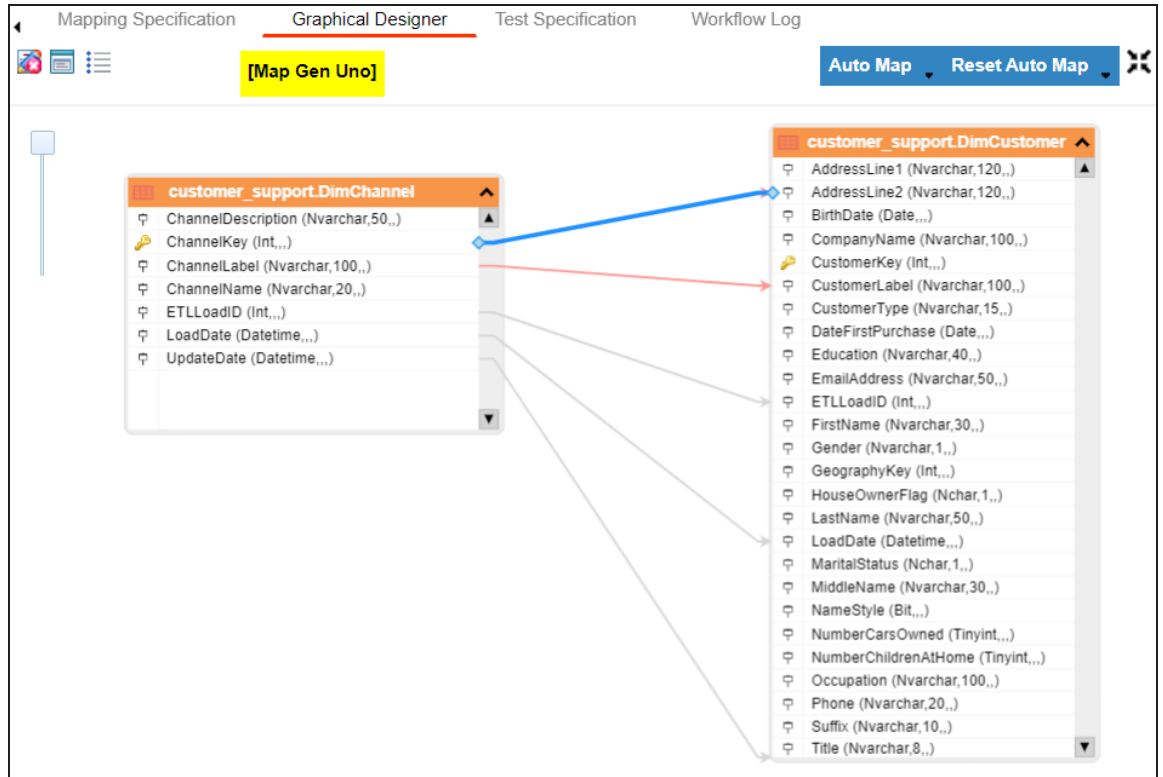 Mapping Specification Graphical Designer Test Specification Workflow Log
[Map Gen Uno]
Auto Map Reset Auto Map
customer_support.DimChannel
ChannelDescription (Nvarchar,50,,)
ChannelKey (Int,,,)
ChannelLabel (Nvarchar,100,,)
ChannelName (Nvarchar,20,,)
ETLLoadID (Int,,,)
LoadDate (Datetime,,,)
UpdateDate (Datetime,,,)
customer_support.DimCustomer
AddressLine1 (Nvarchar,120,,)
AddressLine2 (Nvarchar,120,,)
BirthDate (Date,,,)
CompanyName (Nvarchar,100,,)
CustomerKey (Int,,,)
CustomerLabel (Nvarchar,100,,)
CustomerType (Nvarchar,15,,)
DateFirstPurchase (Date,,,)
Education (Nvarchar,40,,)
EmailAddress (Nvarchar,50,,)
ETLLoadID (Int,,,)
FirstName (Nvarchar,30,,)
Gender (Nvarchar,1,,)
GeographyKey (Int,,,)
HouseOwnerFlag (Nchar,1,,)
LastName (Nvarchar,50,,)
LoadDate (Datetime,,,)
MaritalStatus (Nchar,1,,)
MiddleName (Nvarchar,30,,)
NameStyle (Bit,,,)
NumberCarsOwned (Tinyint,,,)
NumberChildrenAtHome (Tinyint,,,)
Occupation (Nvarchar,100,,)
Phone (Nvarchar,20,,)
Suffix (Nvarchar,10,,)
Title (Nvarchar,8,,)